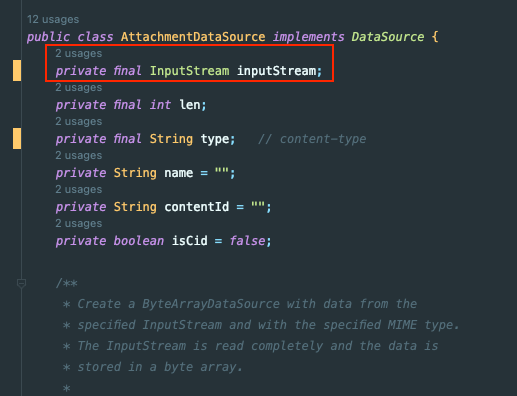 12 usages
public class AttachmentDataSource implements DataSource {
2 usages
private final InputStream inputStream;
2 usages
private final int len;
2 usages
private final String type;   // content-type
2 usages
private String name = "";
2 usages
private String contentId = "";
2 usages
private boolean isCid = false;
/**
* Create a ByteArrayDataSource with data from the
* specified InputStream and with the specified MIME type.
* The InputStream is read completely and the data is
* stored in a byte array.
*